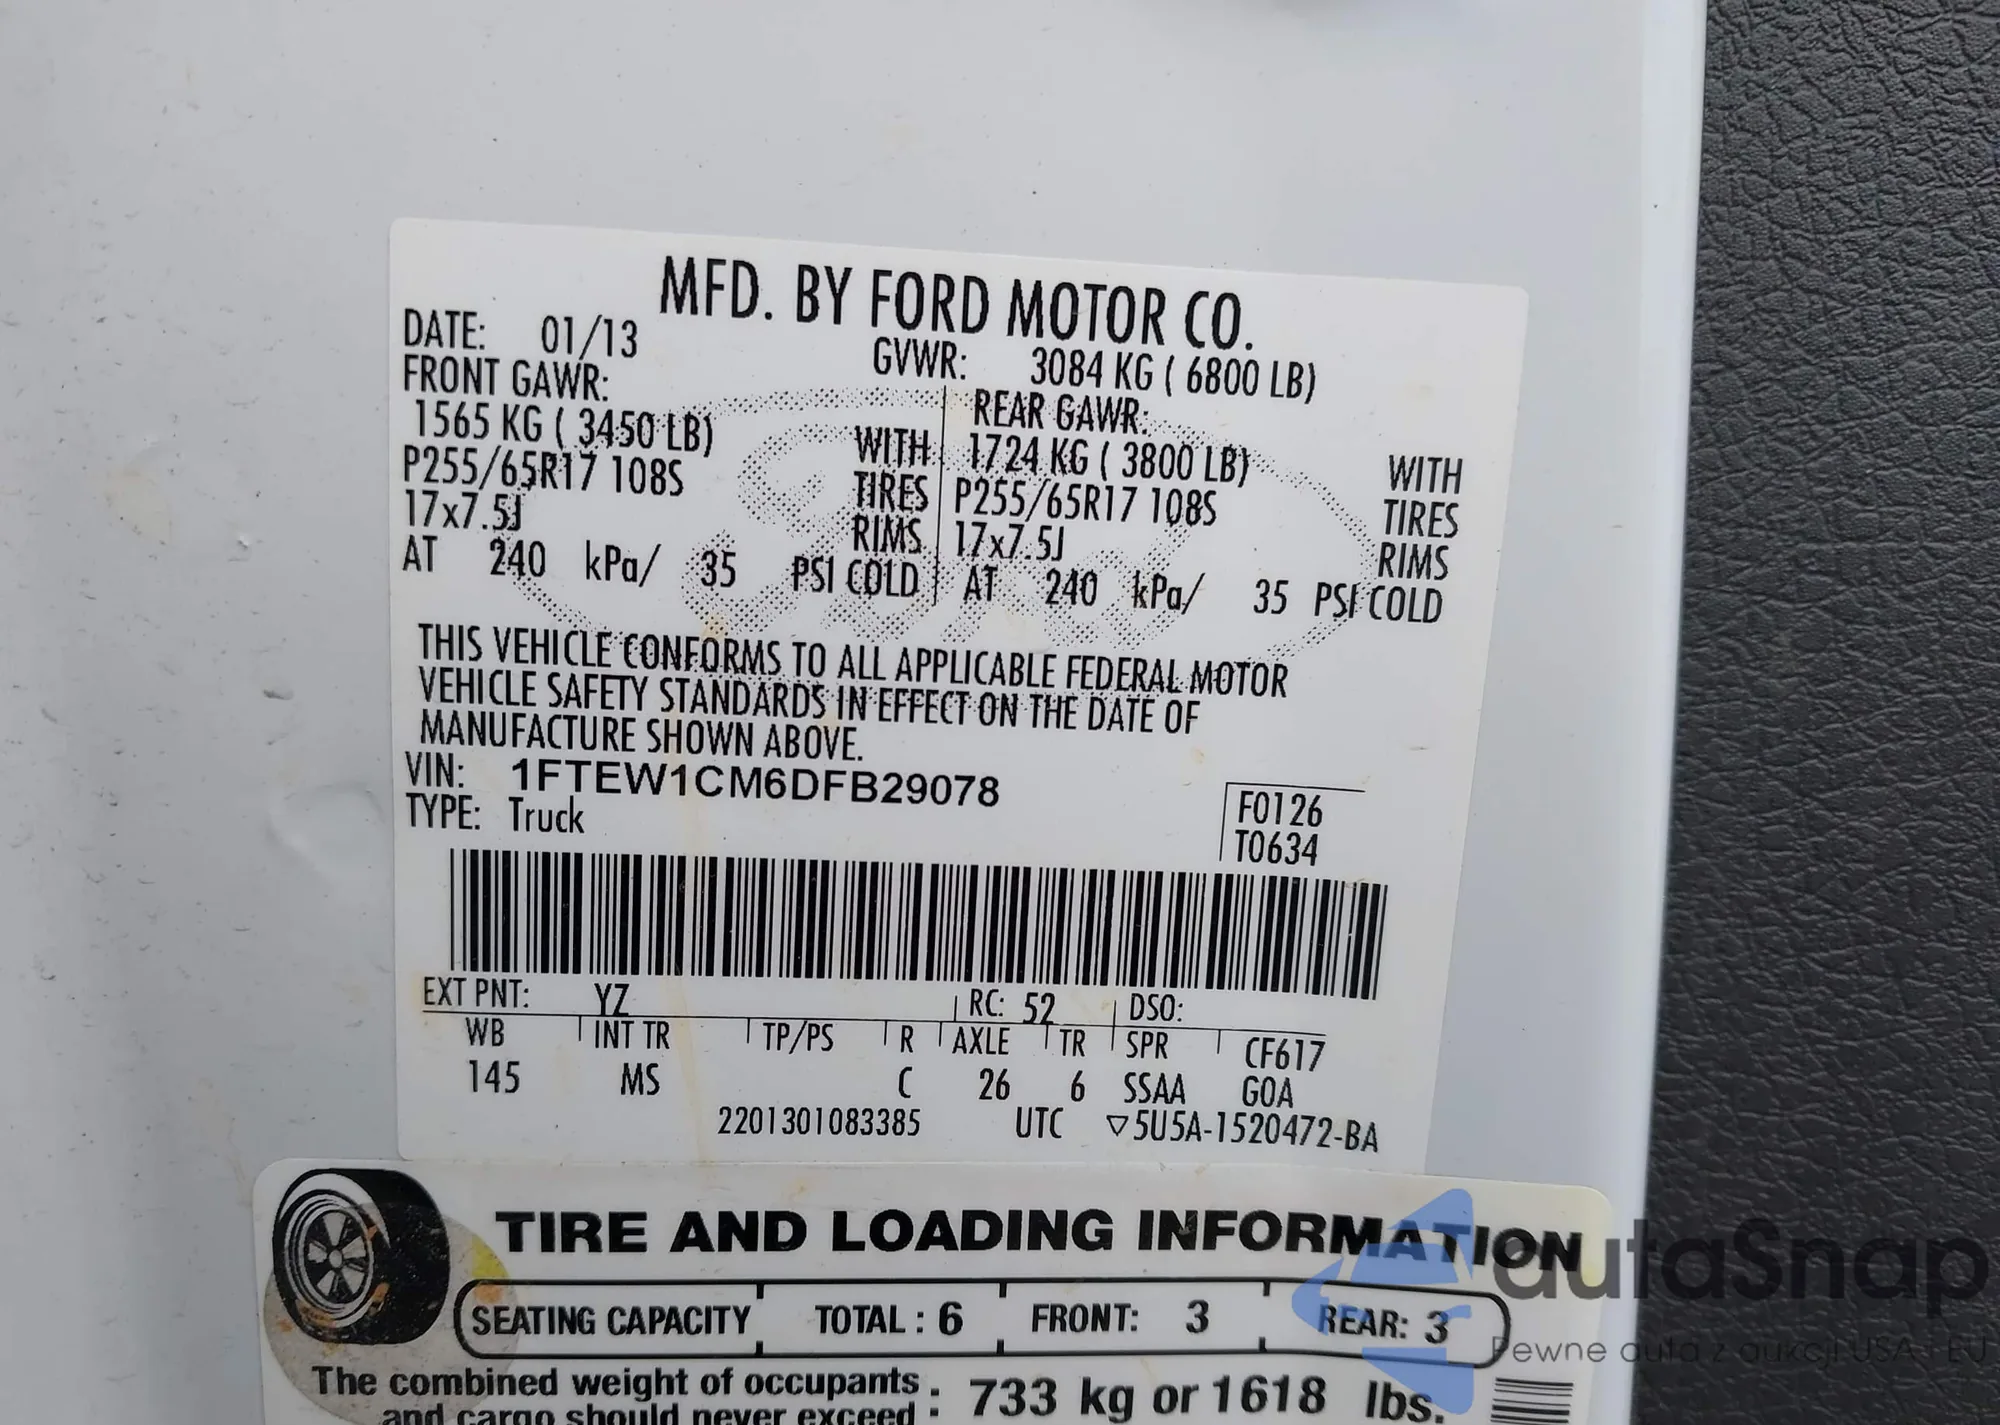 MFD. BY FORD MOTOR CO.
DATE: 01/13 GVWR: 3084 KG ( 6800 LB)
FRONT GAWR: REAR GAWR:
1565 KG ( 3450 LB) WITH 1724 KG ( 3800 LB) WITH
P255/65R17 108S TIRES P255/65R17 108S TIRES
17x7.5J RIMS 17x7.5J RIMS
AT 240 kPa/ 35 PSI COLD AT 240 kPa/ 35 PSI COLD
THIS VEHICLE CONFORMS TO ALL APPLICABLE FEDERAL MOTOR
VEHICLE SAFETY STANDARDS IN EFFECT ON THE DATE OF
MANUFACTURE SHOWN ABOVE.
VIN: 1FTEW1CM6DFB29078
TYPE: Truck
F0126
T0634
EXT PNT: YZ RC: 52 DSO:
WB INT TR TP/PS R AXLE TR SPR CF617
145 MS C 26 6 SSAA GOA
2201301083385 UTC ▽5U5A-1520472-BA
TIRE AND LOADING INFORMATION
SEATING CAPACITY TOTAL : 6 FRONT: 3 REAR: 3
The combined weight of occupants
and cargo should never exceed : 733 kg or 1618 lbs.
autaSnap
Pewne auta z aukcji USA i EU